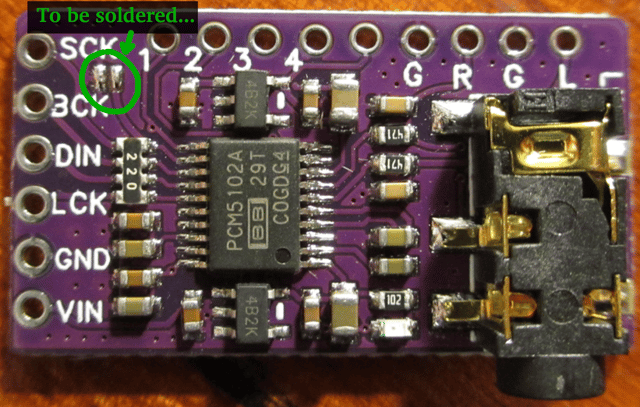 To be soldered...
SCK
1
2
3
4
G
R
G
L
BCK
4B2K
471
DIN
220
PCM5102A
29T
C0GDG4
BB
471
LCK
GND
VIN
4B2K
102